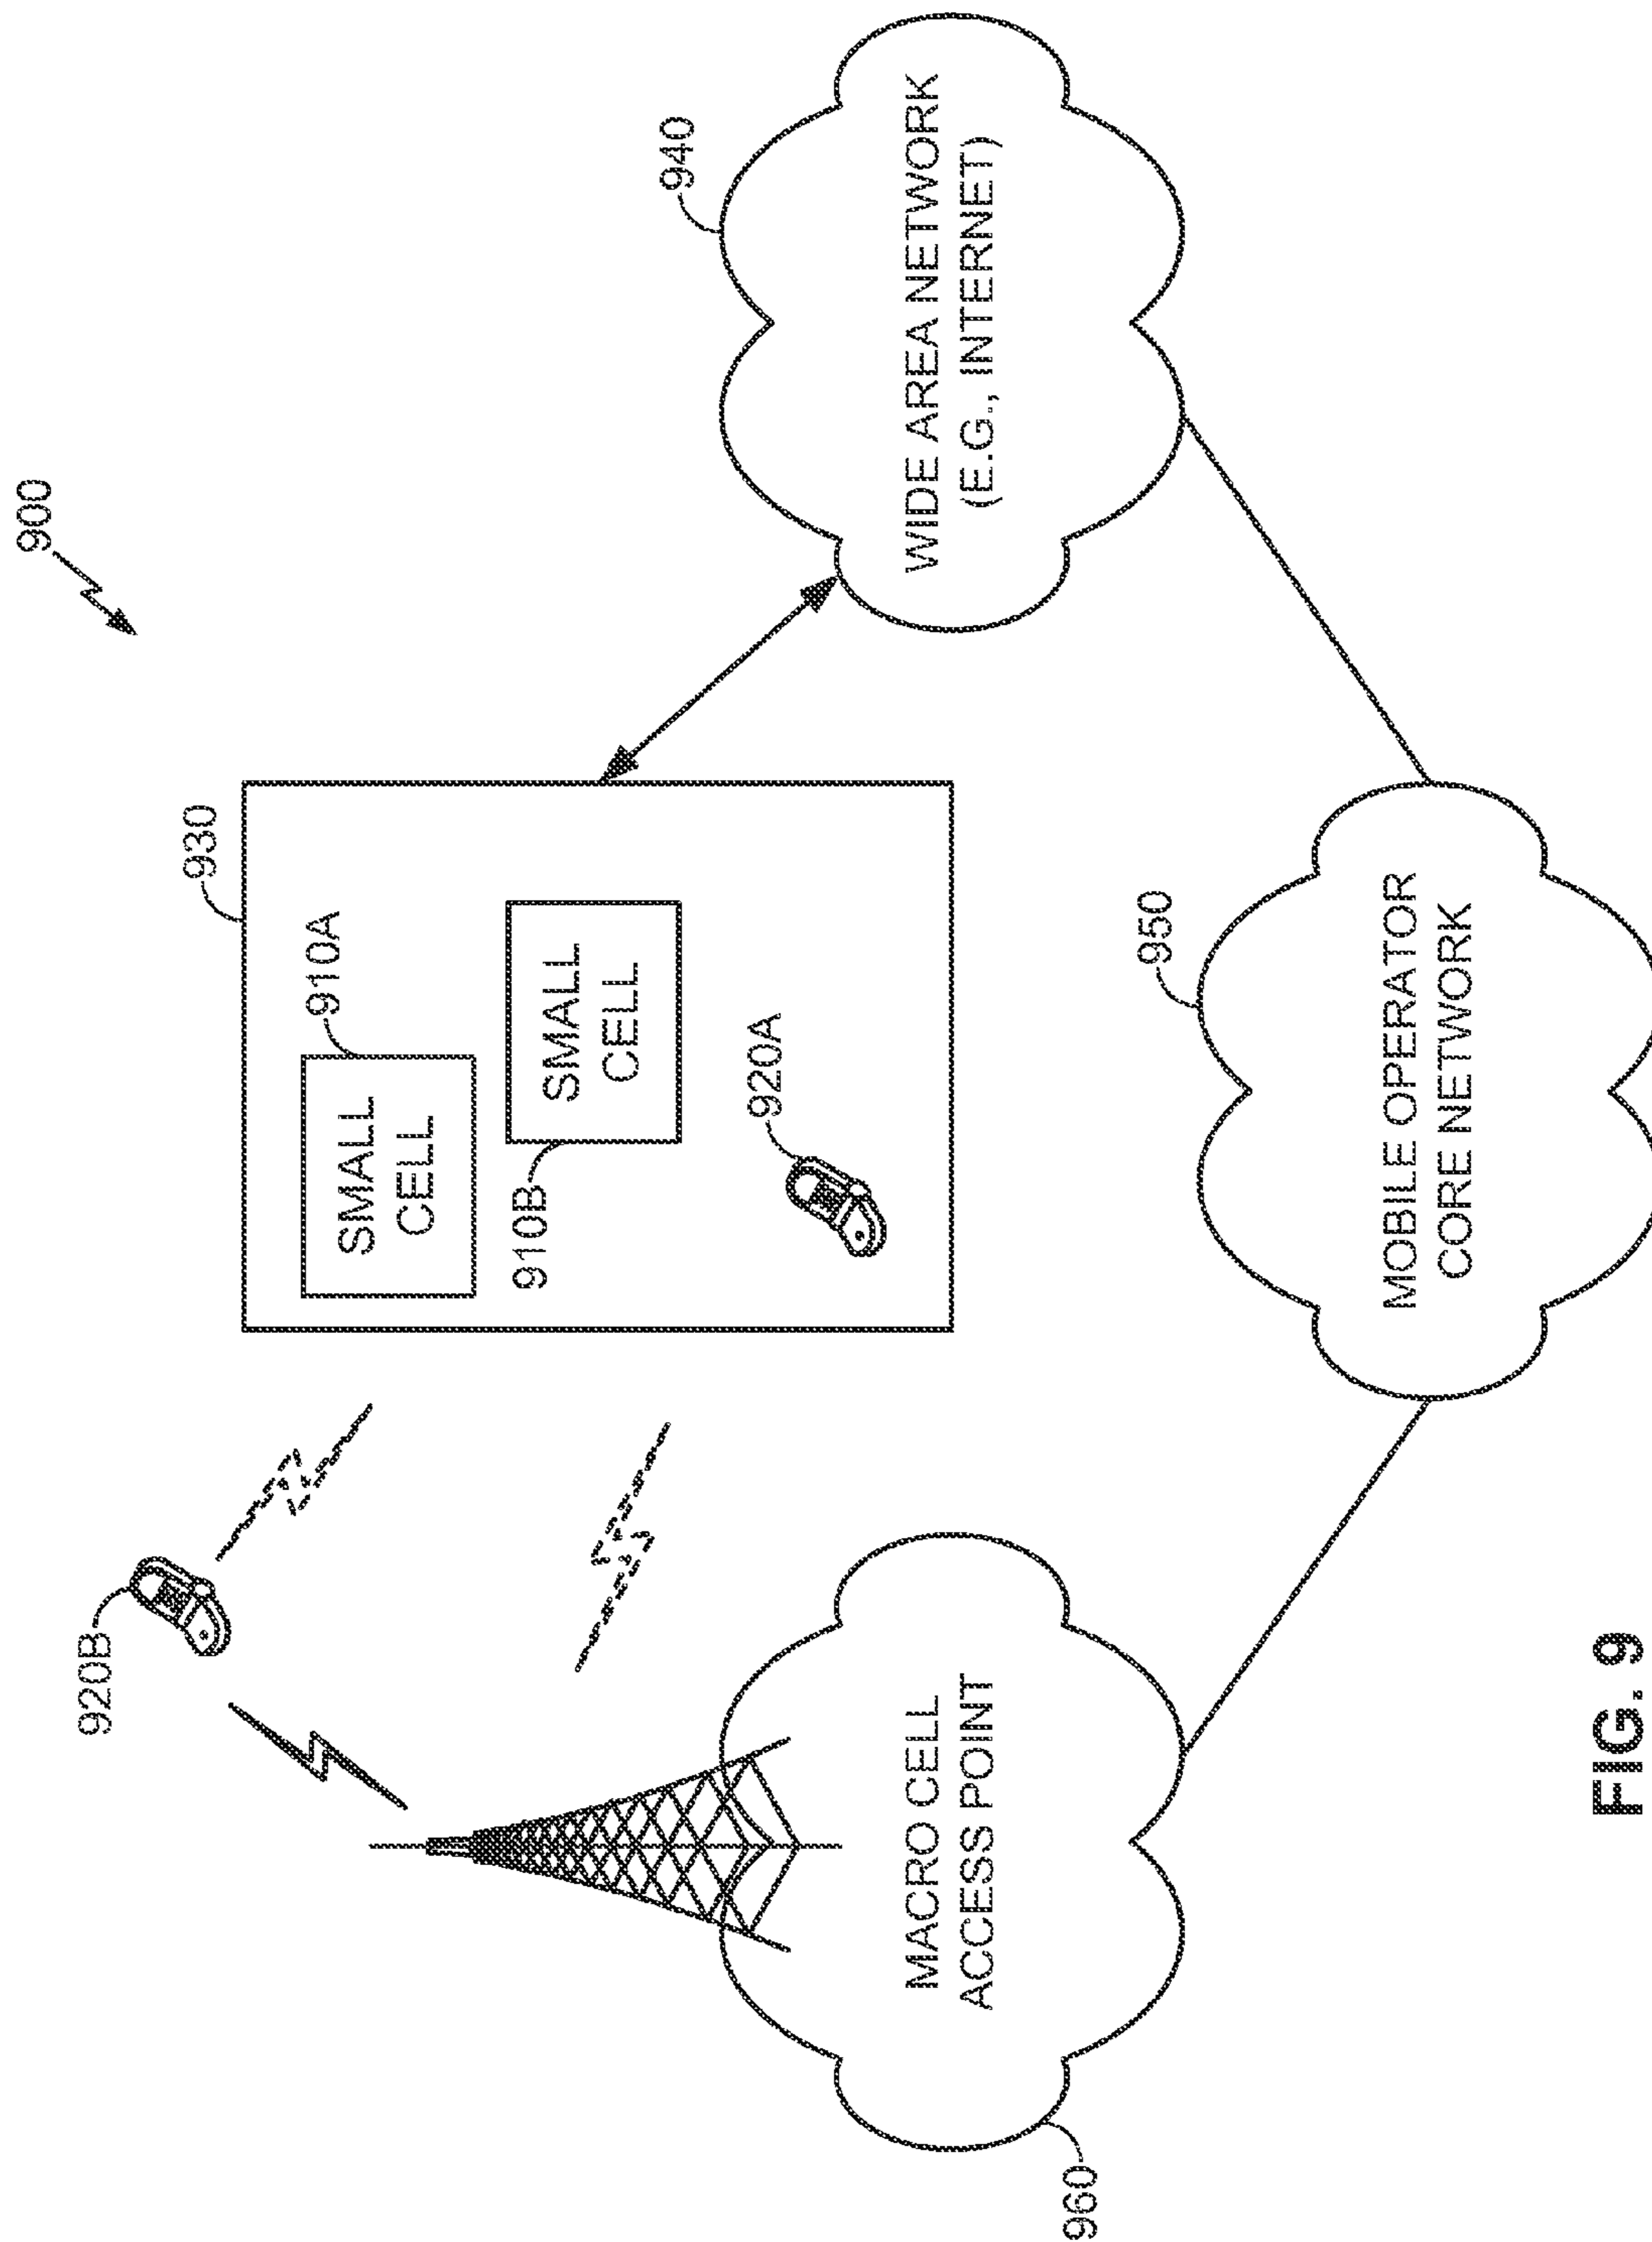 900
920B
930
SMALL
CELL
910A
910B
SMALL
CELL
920A
940
MACRO CELL
ACCESS POINT
WIDE AREA NETWORK
(E.G., INTERNET)
960
950
MOBILE OPERATOR
CORE NETWORK
FIG. 9